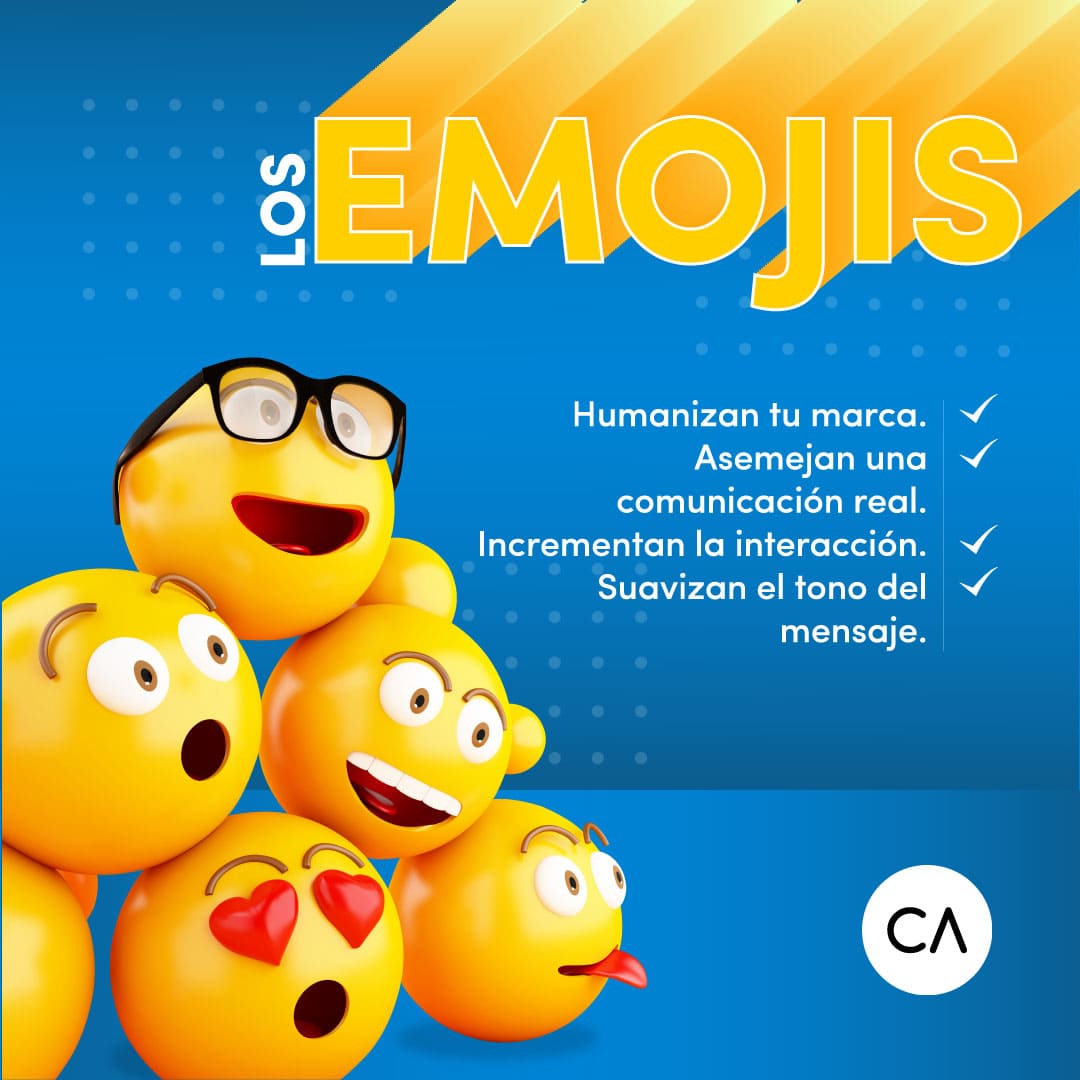 LOS
EMOJIS
Humanizan tu marca.
Asemejan una
comunicación real.
Incrementan la interacción.
Suavizan el tono del
mensaje.
CA